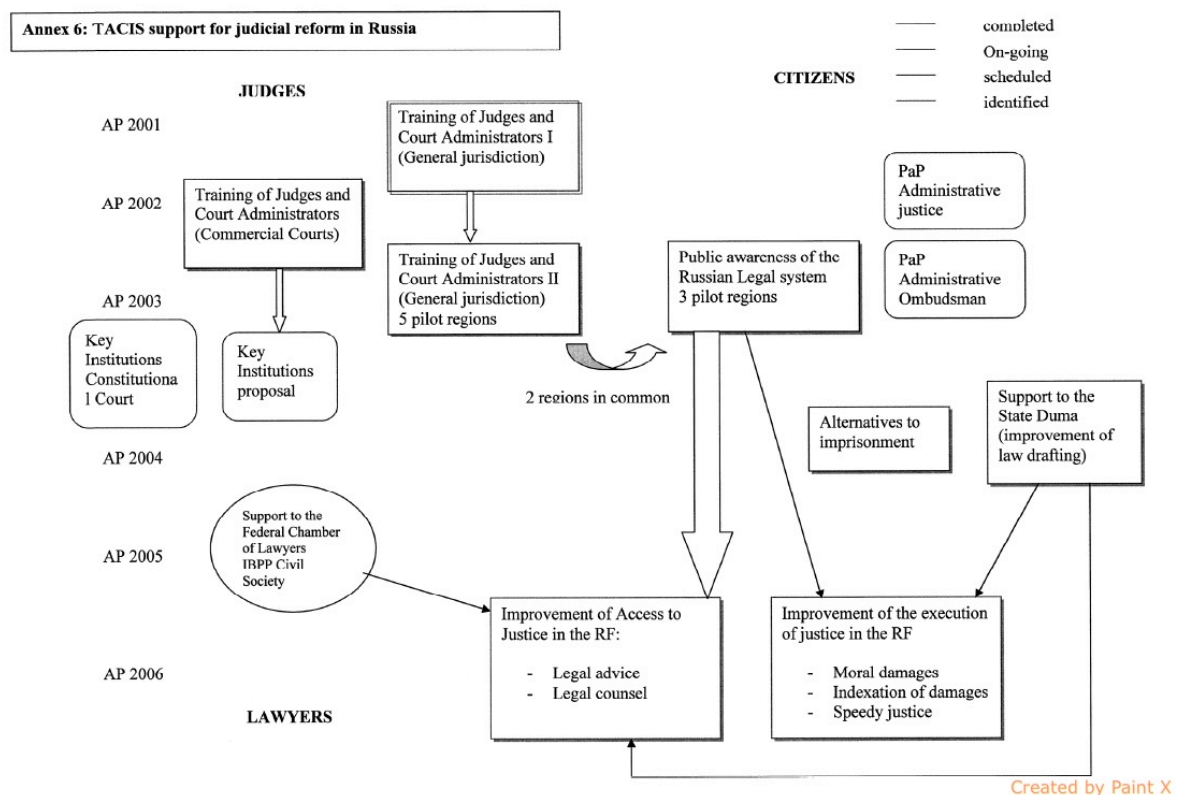 Annex 6: TACIS support for judicial reform in Russia
completed
On-going
scheduled
identified
JUDGES
CITIZENS
AP 2001
Training of Judges and
Court Administrators I
(General jurisdiction)
PaP
Administrative
justice
AP 2002
Training of Judges and
Court Administrators
(Commercial Courts)
Training of Judges and
Court Administrators II
(General jurisdiction)
5 pilot regions
Public awareness of the
Russian Legal system
3 pilot regions
PaP
Administrative
Ombudsman
AP 2003
Key
Institutions
Constitutiona
l Court
Key
Institutions
proposal
2 regions in common
Alternatives to
imprisonment
Support to the
State Duma
(improvement of
law drafting)
AP 2004
Support to the
Federal Chamber
of Lawyers
IBPP Civil
Society
AP 2005
Improvement of Access to
Justice in the RF:
- Legal advice
- Legal counsel
Improvement of the execution
of justice in the RF
- Moral damages
- Indexation of damages
- Speedy justice
AP 2006
LAWYERS
Created by Paint X